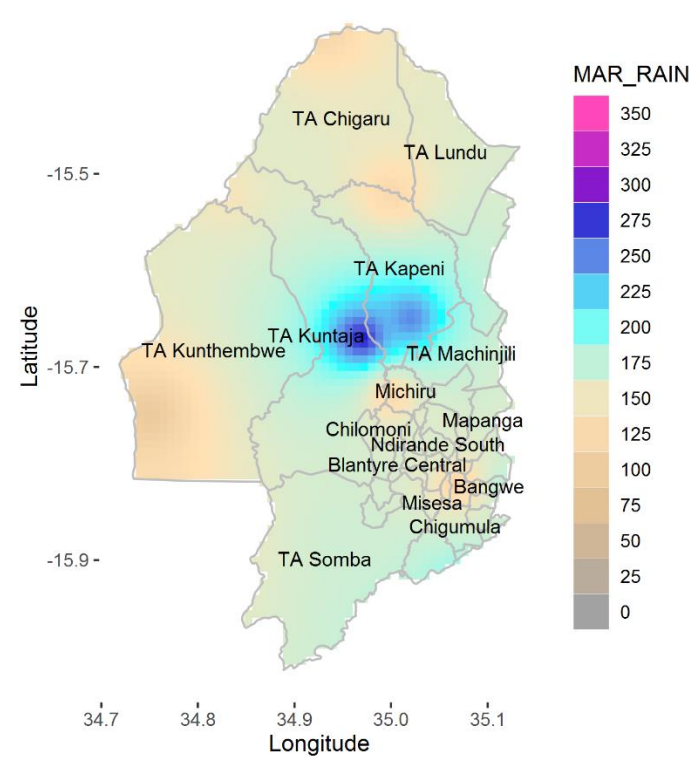 MAR_RAIN
350
325
300
275
250
225
200
175
150
125
100
75
50
25
0
TA Chigaru
TA Lundu
-15.5
TA Kapeni
Latitude
TA Kuntaja
TA Kunthembwe
TA Machinjili
-15.7
Michiru
Mapanga
Chilomoni
Ndirande South
Blantyre Central
Bangwe
Misesa
Chigumula
TA Somba
-15.9
34.7 34.8 34.9 35.0 35.1
Longitude